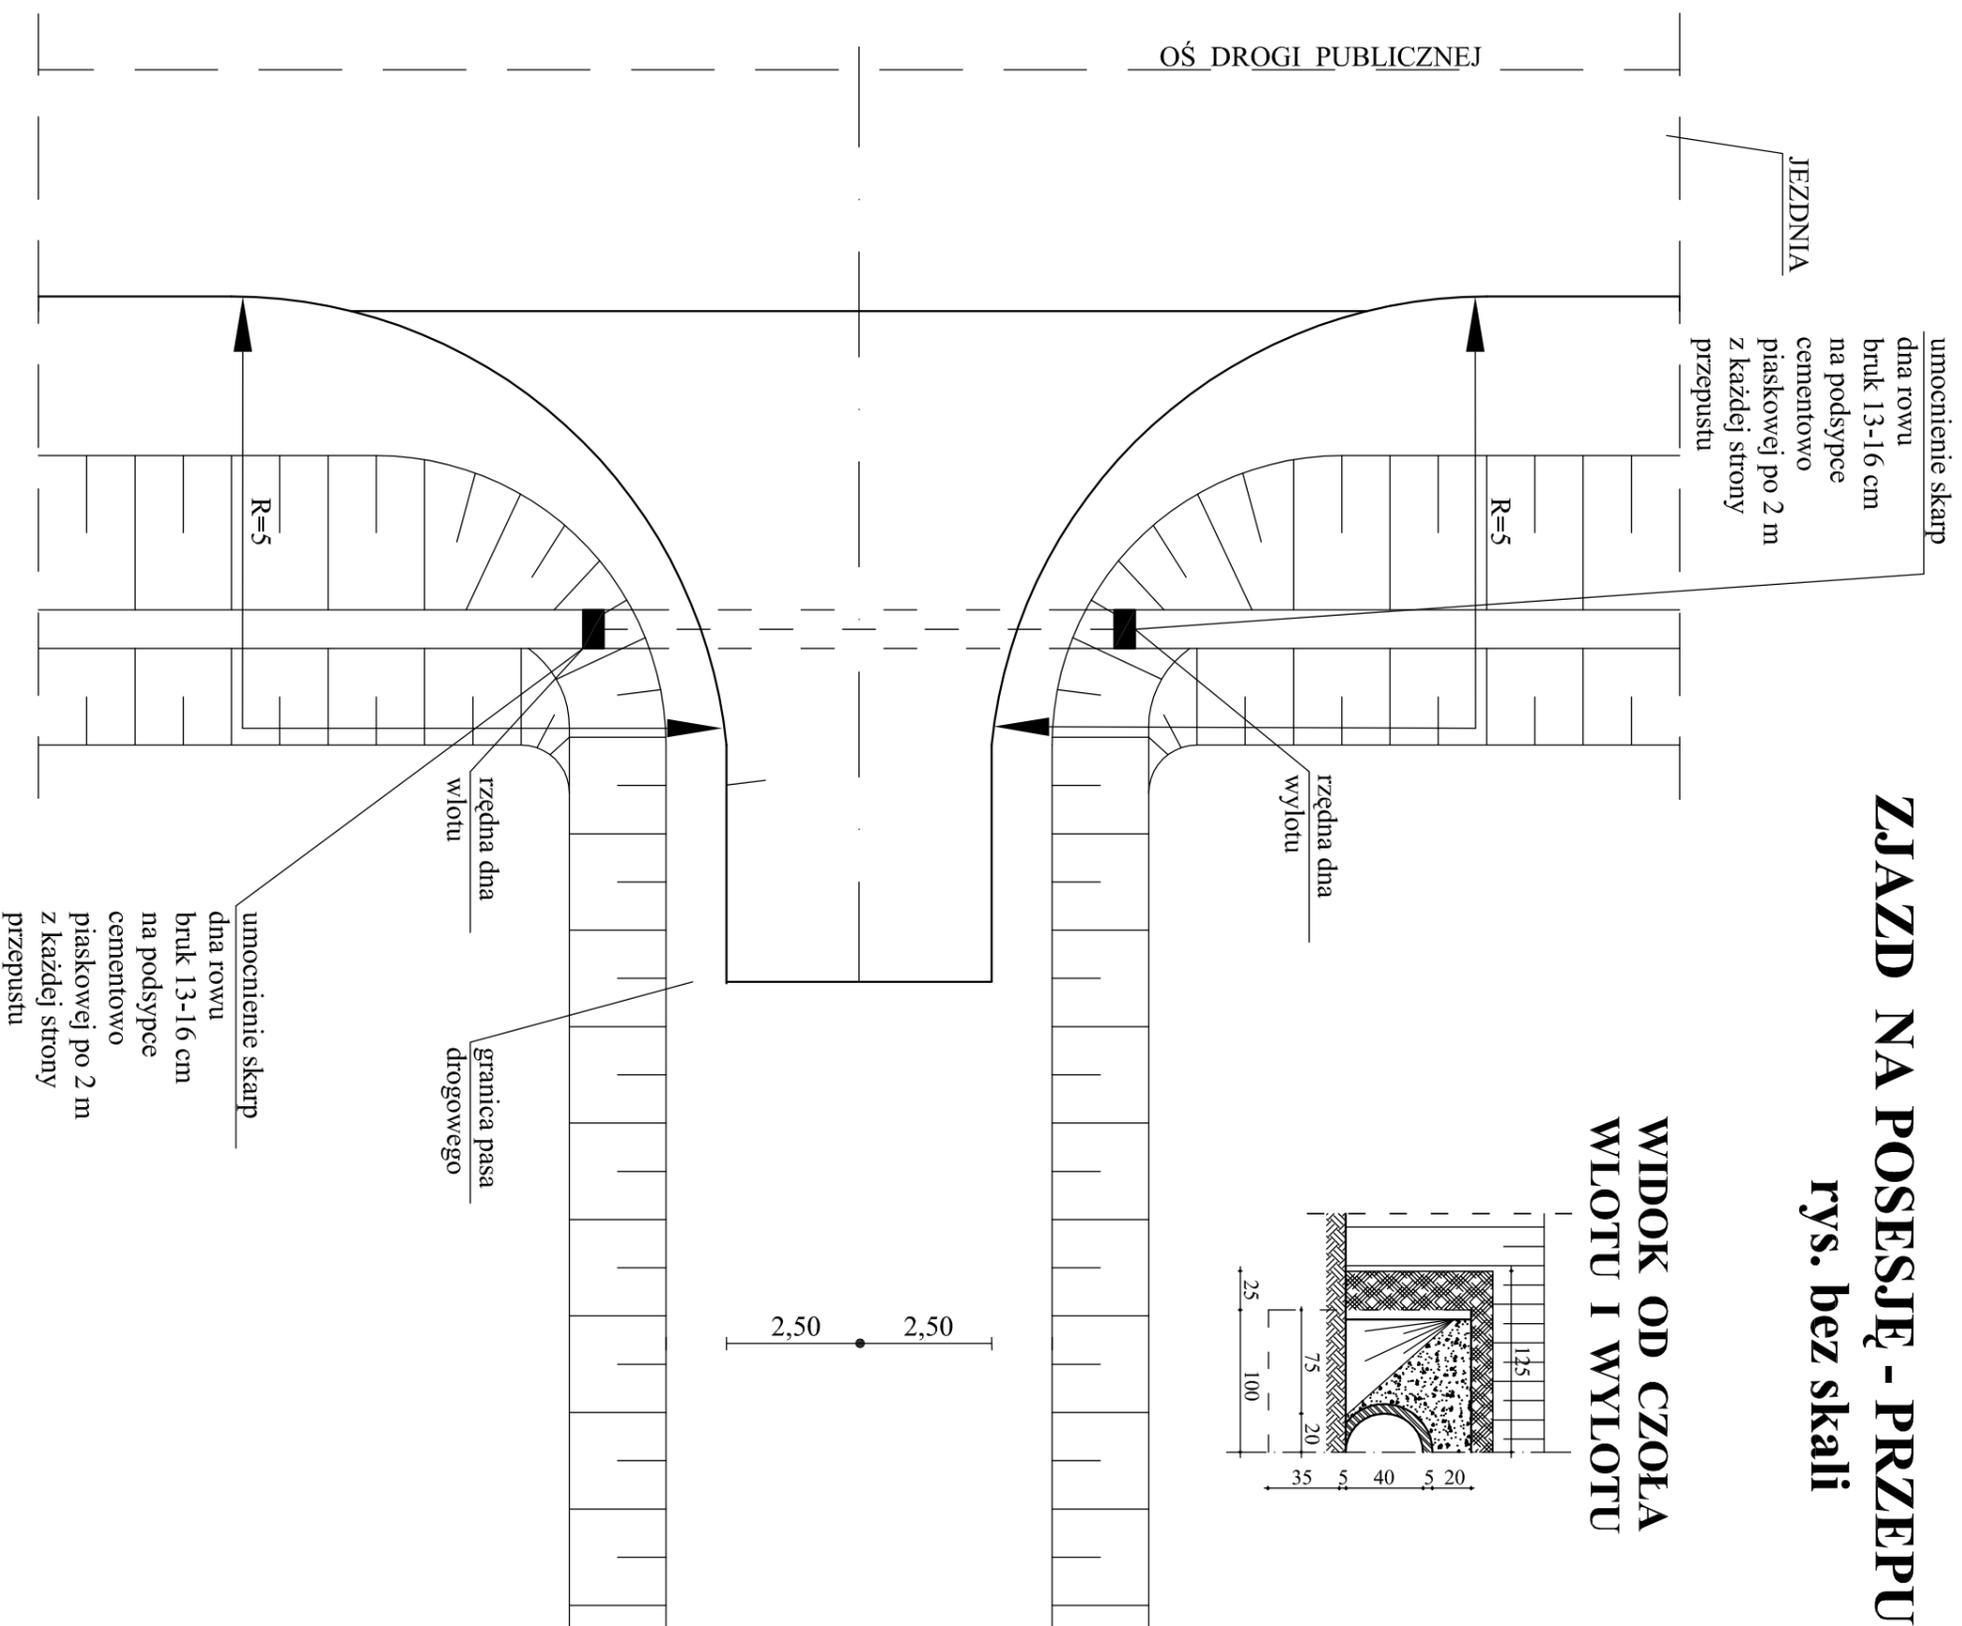 ZJAZD NA POSESJĘ - PRZEPU
rys. bez skali
OŚ DROGI PUBLICZNEJ
JEZDNIA
umocnienie skarp
dna rowu
bruk 13-16 cm
na podsypce
cementowo
piaskowej po 2 m
z każdej strony
przepustu
R=5
R=5
rzędna dna
wylotu
rzędna dna
wlotu
umocnienie skarp
dna rowu
bruk 13-16 cm
na podsypce
cementowo
piaskowej po 2 m
z każdej strony
przepustu
granica pasa
drogowego
2,50
2,50
WIDOK OD CZOŁA
WLOTU I WYLOTU
125
25
100
75
20
35
5
40
5
20